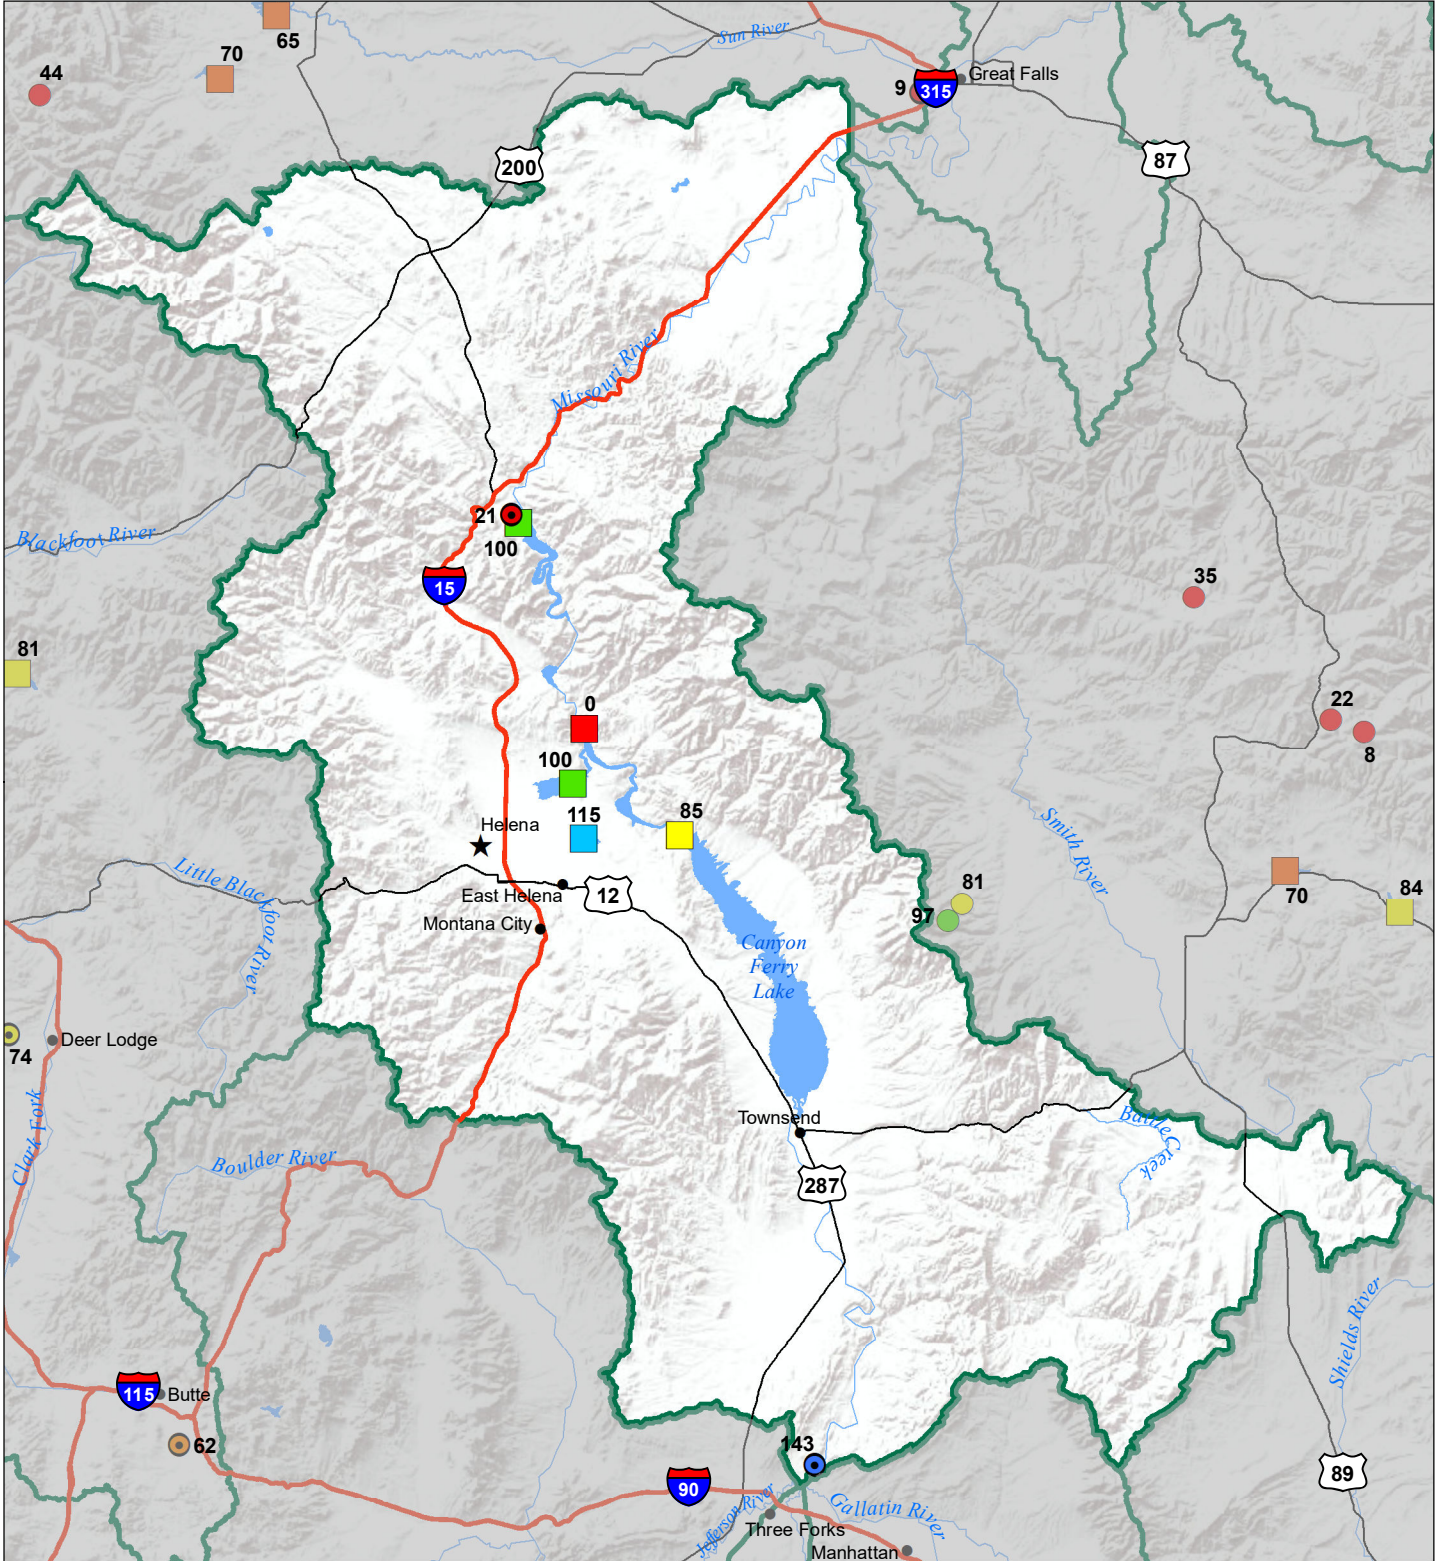 65
Sun River
70
44
Great Falls
9
315
200
87
Missouri River
21
100
Blackfoot River
15
35
81
0
22
8
100
115
85
Helena
Smith River
Little Blackfoot River
12
East Helena
Montana City
81
97
70
84
Canyon
Ferry
Lake
74
Deer Lodge
Clark Fork
Townsend
Battle Creek
Boulder River
287
Shields River
115
Butte
62
143
90
89
Jefferson River
Gallatin River
Three Forks
Manhattan